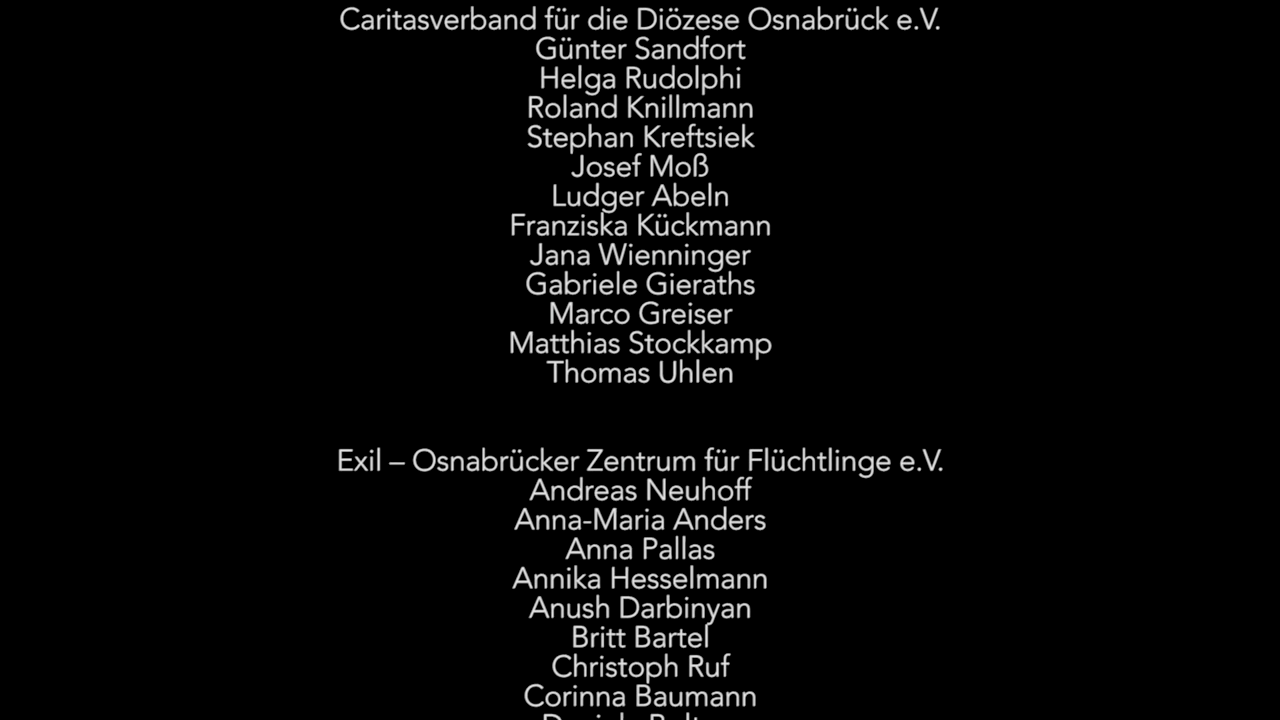 Caritasverband für die Diözese Osnabrück e.V.
Günter Sandfort
Helga Rudolphi
Roland Knillmann
Stephan Kreftsiek
Josef Moß
Ludger Abeln
Franziska Kückmann
Jana Wienninger
Gabriele Gieraths
Marco Greiser
Matthias Stockkamp
Thomas Uhlen
Exil – Osnabrücker Zentrum für Flüchtlinge e.V.
Andreas Neuhoff
Anna-Maria Anders
Anna Pallas
Annika Hesselmann
Anush Darbinyan
Britt Bartel
Christoph Ruf
Corinna Baumann